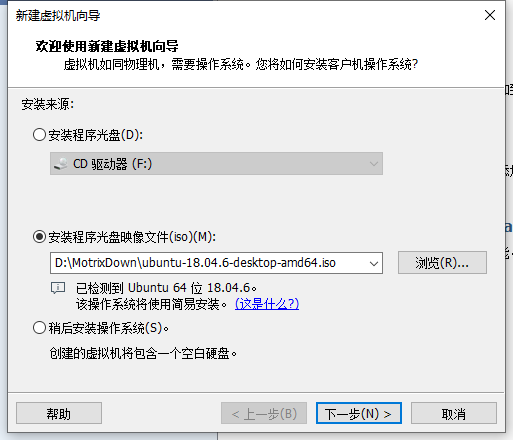 新建虚拟机向导
欢迎使用新建虚拟机向导
虚拟机如同物理机，需要操作系统。您将如何安装客户机操作系统?
安装来源:
安装程序光盘(D):
CD 驱动器 (F:)
安装程序光盘映像文件(iso)(M):
D:\MotrixDown\ubuntu-18.04.6-desktop-amd64.iso
浏览(R)...
已检测到 Ubuntu 64 位 18.04.6。
该操作系统将使用简易安装。 (这是什么?)
稍后安装操作系统(S)。
创建的虚拟机将包含一个空白硬盘。
帮助 < 上一步(B) 下一步(N) > 取消